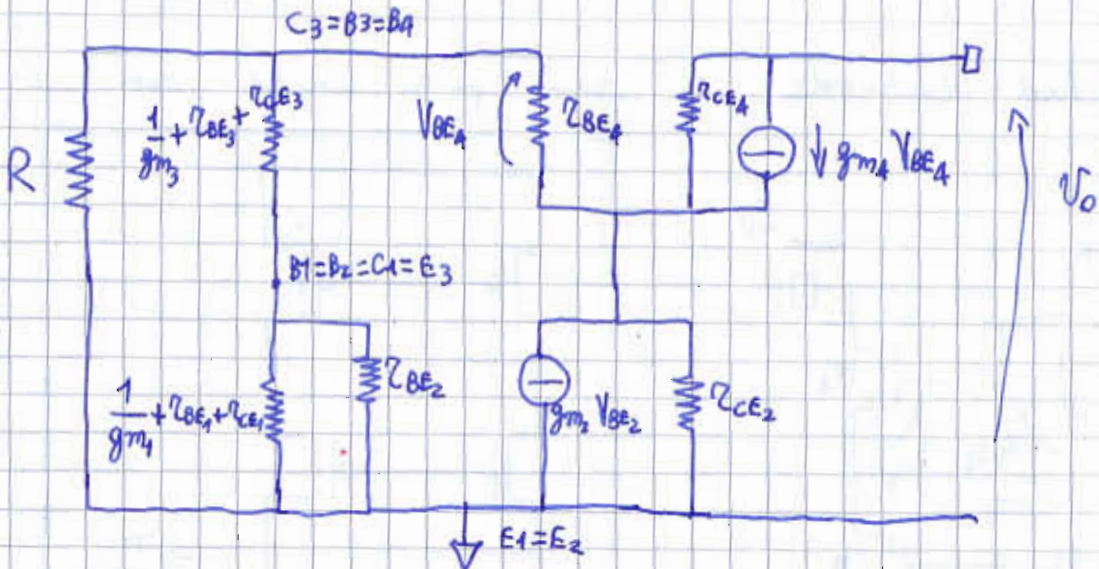 C3=B3=B4
1/gm3 + rBE3 + rCE3
VBE4
rBE4
rCE4
↓ gm4 VBE4
R
v0
B1=B2=C1=E3
1/gm1 + rBE1 + rCE1
rBE2
gm2 VBE2
rCE2
E1=E2